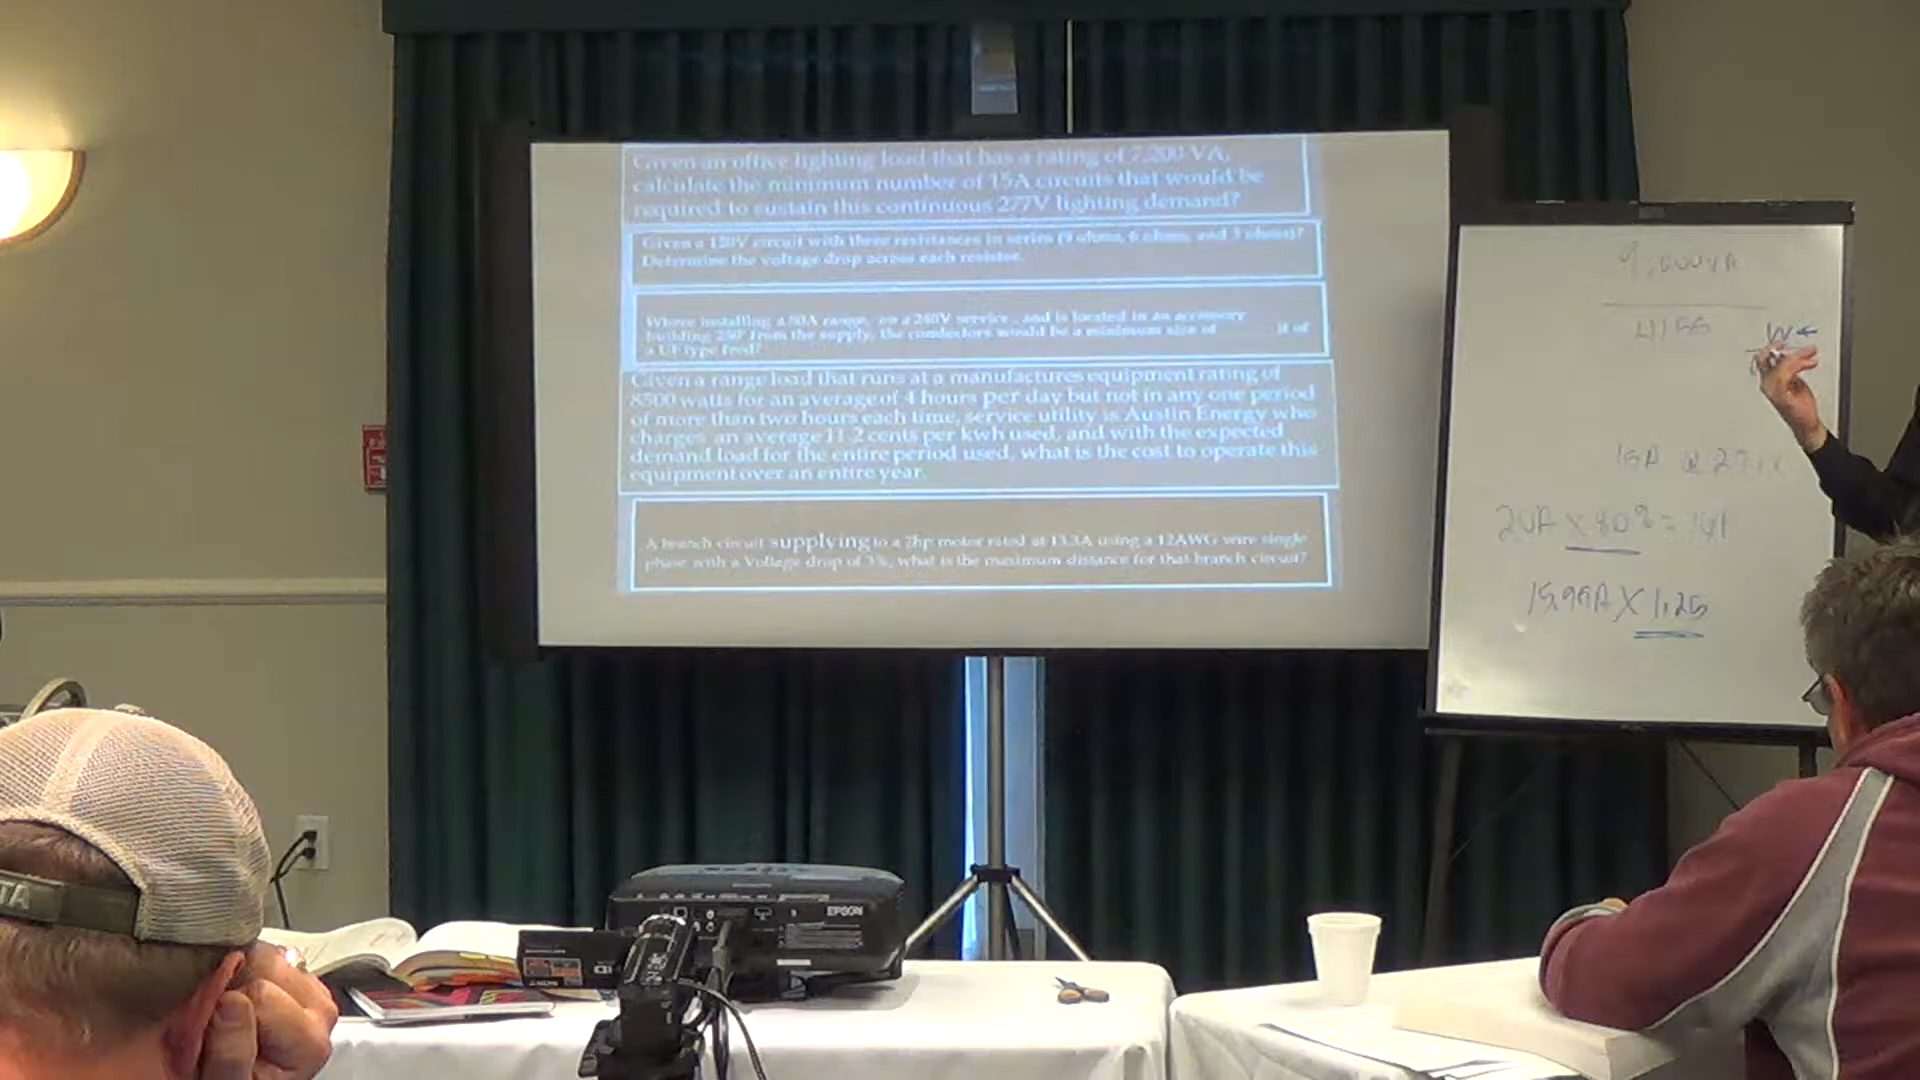 Given an office lighting load that has a rating of 7,200 VA,
calculate the minimum number of 15A circuits that would be
required to sustain this continuous 277V lighting demand?
Given a 120V circuit with three resistances in series (9 ohms, 6 ohms, and 3 ohms)?
Determine the voltage drop across each resistor.
Where installing a 50A range, on a 240V service, and is located in an accessory
building 250' from the supply, the conductors would be a minimum size of if of
a UF type feed?
Given a range load that runs at a manufactures equipment rating of
8500 watts for an average of 4 hours per day but not in any one period
of more than two hours each time, service utility is Austin Energy who
charges an average 11.2 cents per kwh used, and with the expected
demand load for the entire period used, what is the cost to operate this
equipment over an entire year.
A branch circuit supplying to a 2hp motor rated at 13.3A using a 12AWG wire single
phase with a Voltage drop of 3%, what is the maximum distance for that branch circuit?
9,000VA
4155
W
15A @ 277V
20A X 80% = 16A
15.99A X 1.25
EPSON